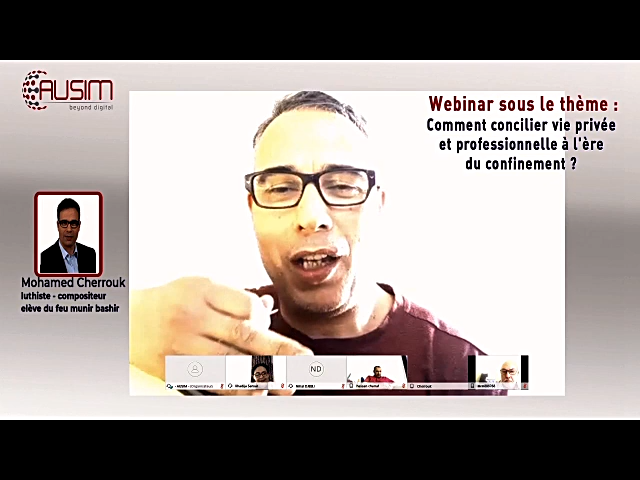 AUSIM
beyond digital
Webinar sous le thème :
Comment concilier vie privée
et professionnelle à l'ère
du confinement ?
Mohamed Cherrouk
luthiste - compositeur
elève du feu munir bashir
ND
Cherrouk